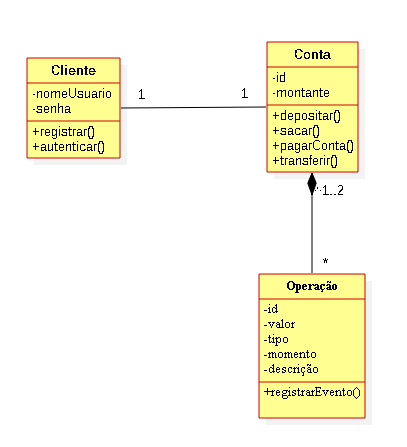 Cliente
-nomeUsuario
-senha
+registrar()
+autenticar()
1
1
Conta
-id
-montante
+depositar()
+sacar()
+pagarConta()
+transferir()
1..2
*
Operação
-id
-valor
-tipo
-momento
-descrição
+registrarEvento()